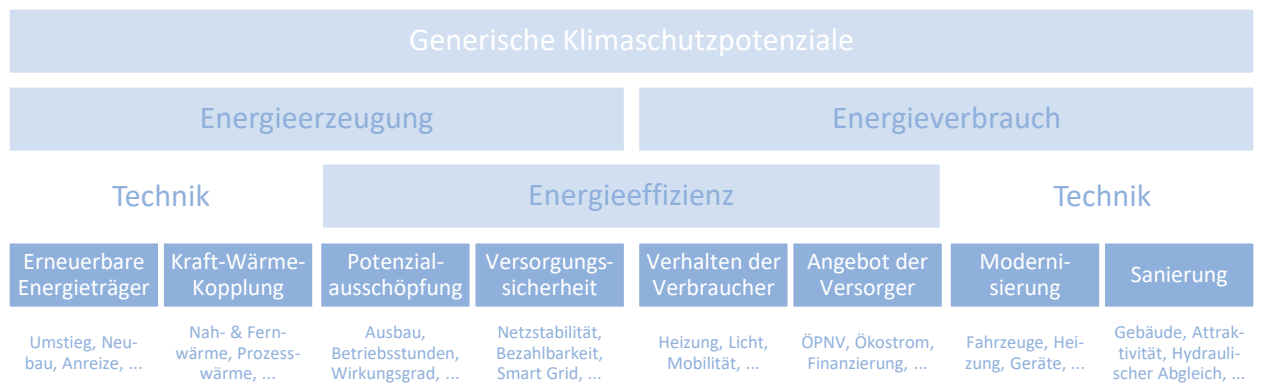 Generische Klimaschutzpotenziale
Energieerzeugung
Energieverbrauch
Technik
Energieeffizienz
Technik
Erneuerbare
Energieträger
Kraft-Wärme-
Kopplung
Potenzial-
ausschöpfung
Versorgungs-
sicherheit
Verhalten der
Verbraucher
Angebot der
Versorger
Moderni-
sierung
Sanierung
Umstieg, Neu-
bau, Anreize, ...
Nah- & Fern-
wärme, Prozess-
wärme, ...
Ausbau,
Betriebsstunden,
Wirkungsgrad, ...
Netzstabilität,
Bezahlbarkeit,
Smart Grid, ...
Heizung, Licht,
Mobilität, ...
ÖPNV, Ökostrom,
Finanzierung, ...
Fahrzeuge, Hei-
zung, Geräte, ...
Gebäude, Attrak-
tivität, Hydrauli-
scher Abgleich, ...